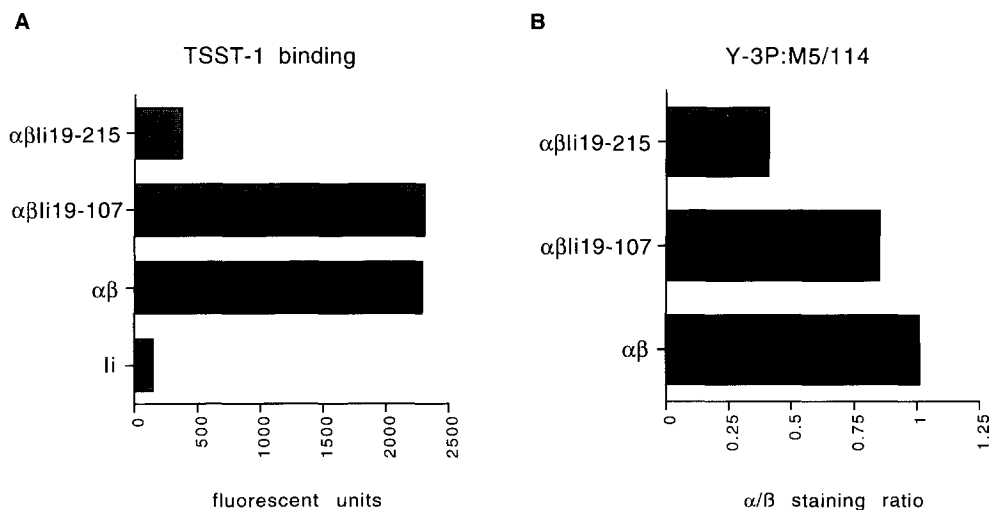 A
TSST-1 binding
αβIi19-215
αβIi19-107
αβ
Ii
0
500
1000
1500
2000
2500
fluorescent units
B
Y-3P:M5/114
αβIi19-215
αβIi19-107
αβ
0
0.25
0.5
0.75
1
1.25
α/β staining ratio